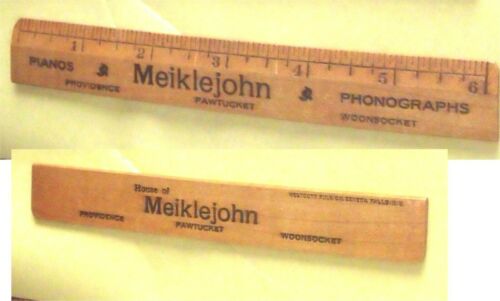 1 2 3 4 5 6
PIANOS Meiklejohn PHONOGRAPHS
PROVIDENCE PAWTUCKET WOONSOCKET
House of
Meiklejohn
PROVIDENCE PAWTUCKET WOONSOCKET